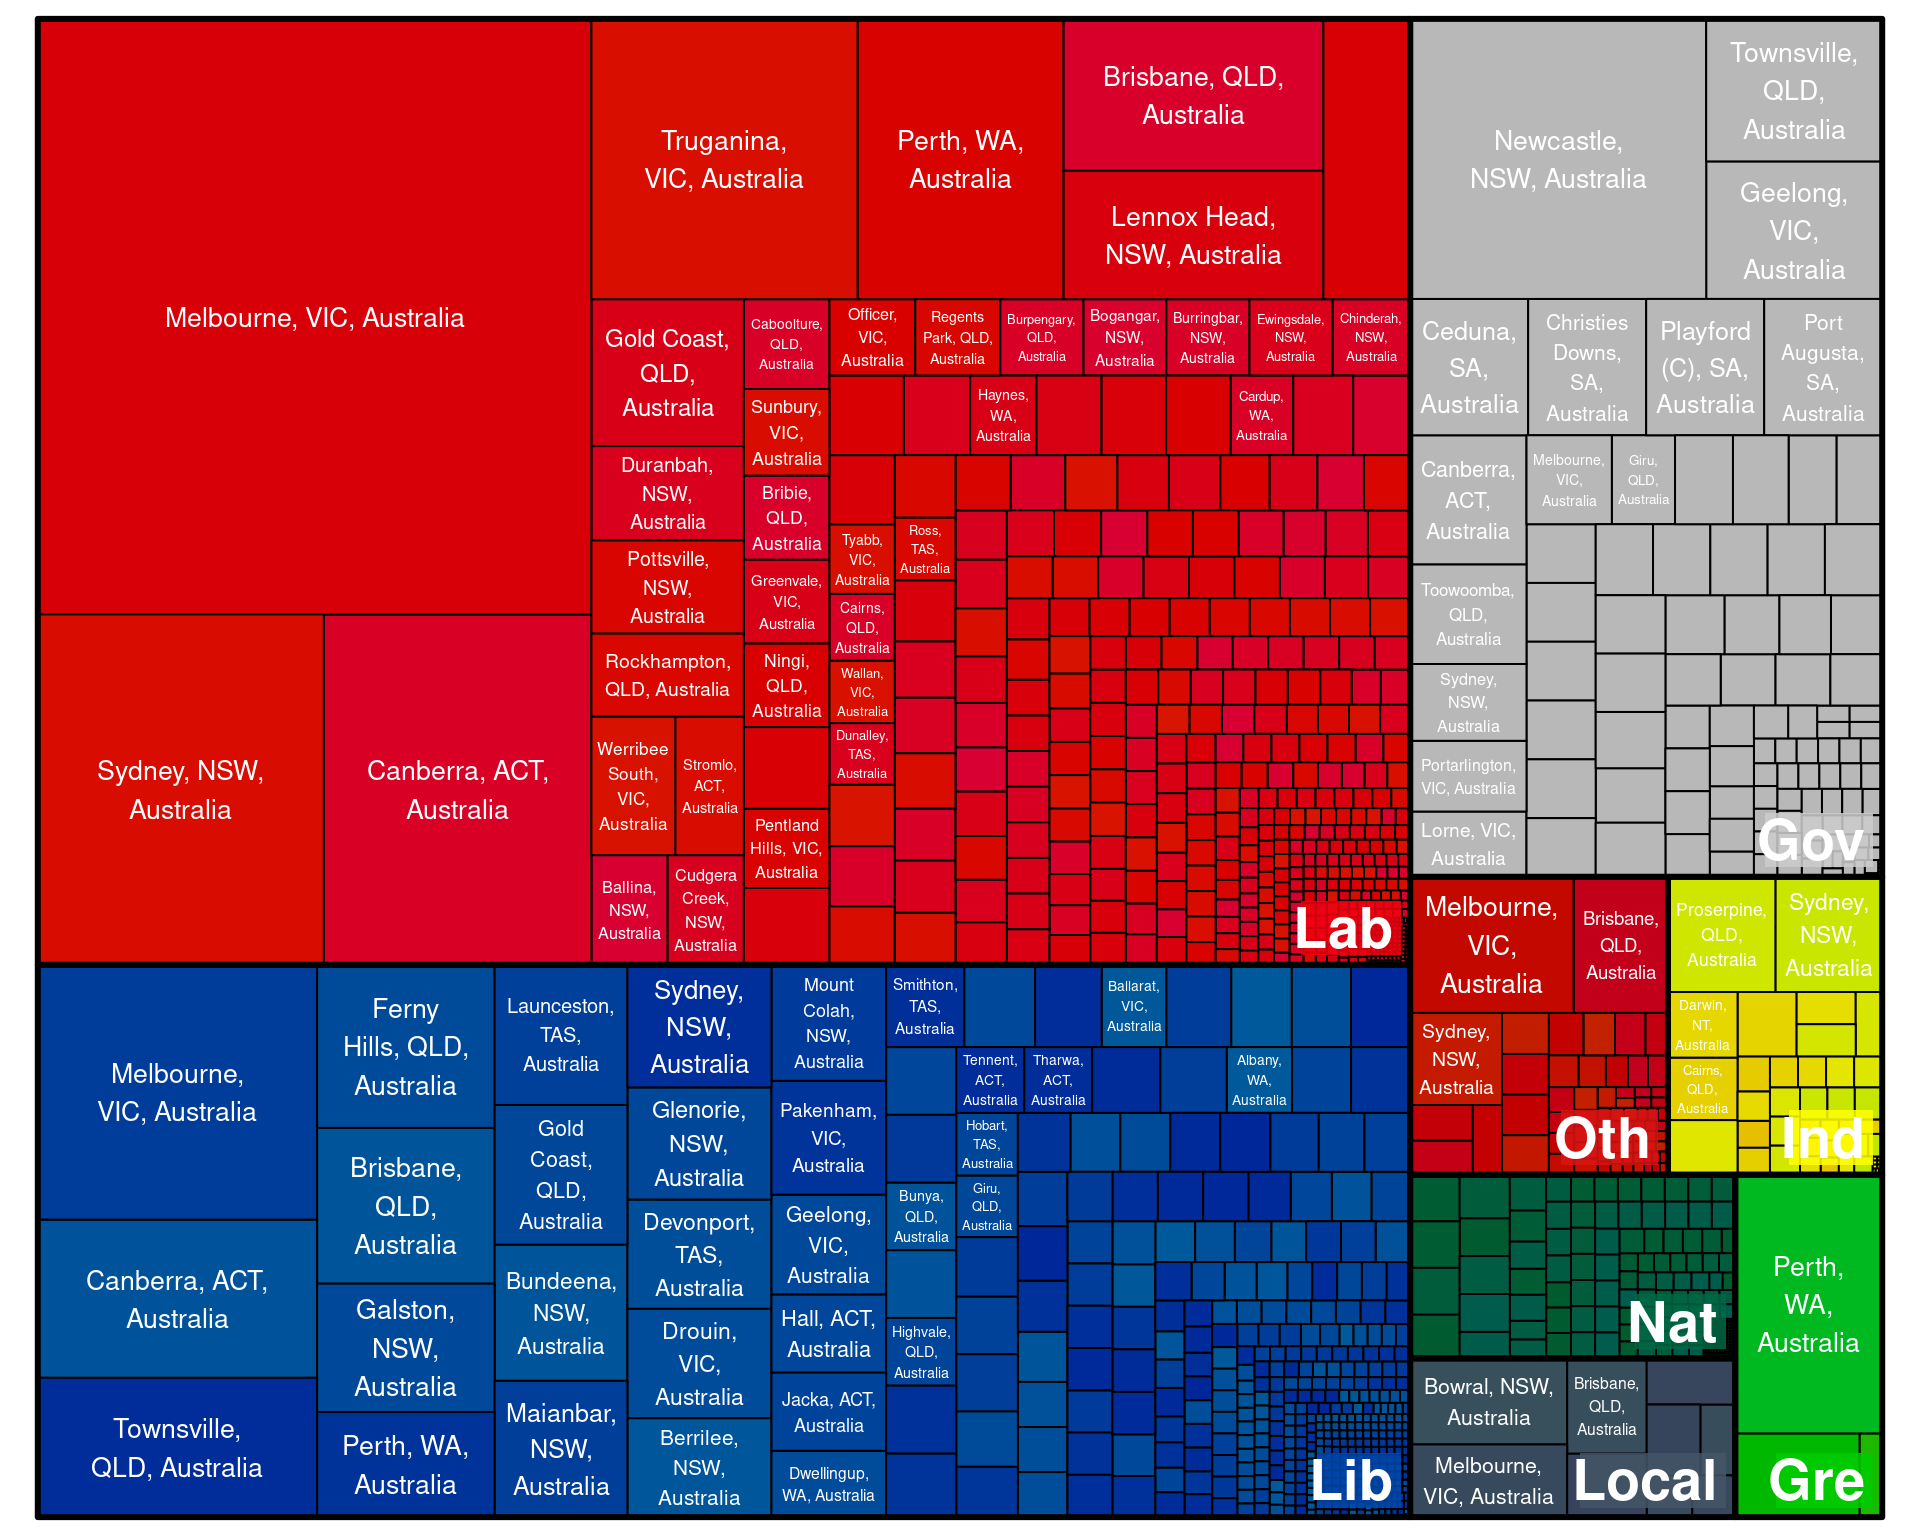 Melbourne, VIC, Australia
Sydney, NSW,
Australia
Canberra, ACT,
Australia
Truganina,
VIC, Australia
Perth, WA,
Australia
Brisbane, QLD,
Australia
Lennox Head,
NSW, Australia
Gold Coast,
QLD,
Australia
Duranbah,
NSW,
Australia
Pottsville,
NSW,
Australia
Rockhampton,
QLD, Australia
Werribee
South,
VIC,
Australia
Stromlo,
ACT,
Australia
Ballina,
NSW,
Australia
Cudgera
Creek,
NSW,
Australia
Caboolture,
QLD,
Australia
Sunbury,
VIC,
Australia
Bribie,
QLD,
Australia
Greenvale,
VIC,
Australia
Ningi,
QLD,
Australia
Pentland
Hills, VIC,
Australia
Officer,
VIC,
Australia
Regents
Park, QLD,
Australia
Burpengary,
QLD,
Australia
Bogangar,
NSW,
Australia
Burringbar,
NSW,
Australia
Ewingsdale,
NSW,
Australia
Chinderah,
NSW,
Australia
Haynes,
WA,
Australia
Cardup,
WA,
Australia
Tyabb,
VIC,
Australia
Ross,
TAS,
Australia
Cairns,
QLD,
Australia
Wallan,
VIC,
Australia
Dunalley,
TAS,
Australia
Lab
Newcastle,
NSW, Australia
Townsville,
QLD,
Australia
Geelong,
VIC,
Australia
Ceduna,
SA,
Australia
Christies
Downs,
SA,
Australia
Playford
(C), SA,
Australia
Port
Augusta,
SA,
Australia
Canberra,
ACT,
Australia
Melbourne,
VIC,
Australia
Giru,
QLD,
Australia
Toowoomba,
QLD,
Australia
Sydney,
NSW,
Australia
Portarlington,
VIC, Australia
Lorne, VIC,
Australia
Gov
Melbourne,
VIC,
Australia
Brisbane,
QLD,
Australia
Sydney,
NSW,
Australia
Oth
Proserpine,
QLD,
Australia
Sydney,
NSW,
Australia
Darwin,
NT,
Australia
Cairns,
QLD,
Australia
Ind
Melbourne,
VIC, Australia
Canberra, ACT,
Australia
Townsville,
QLD, Australia
Ferny
Hills, QLD,
Australia
Brisbane,
QLD,
Australia
Galston,
NSW,
Australia
Perth, WA,
Australia
Launceston,
TAS,
Australia
Gold
Coast,
QLD,
Australia
Bundeena,
NSW,
Australia
Maianbar,
NSW,
Australia
Sydney,
NSW,
Australia
Glenorie,
NSW,
Australia
Devonport,
TAS,
Australia
Drouin,
VIC,
Australia
Berrilee,
NSW,
Australia
Mount
Colah,
NSW,
Australia
Pakenham,
VIC,
Australia
Geelong,
VIC,
Australia
Hall, ACT,
Australia
Jacka, ACT,
Australia
Dwellingup,
WA, Australia
Smithton,
TAS,
Australia
Ballarat,
VIC,
Australia
Tennent,
ACT,
Australia
Tharwa,
ACT,
Australia
Albany,
WA,
Australia
Hobart,
TAS,
Australia
Bunya,
QLD,
Australia
Giru,
QLD,
Australia
Highvale,
QLD,
Australia
Lib
Nat
Bowral, NSW,
Australia
Brisbane,
QLD,
Australia
Melbourne,
VIC, Australia
Local
Perth,
WA,
Australia
Gre